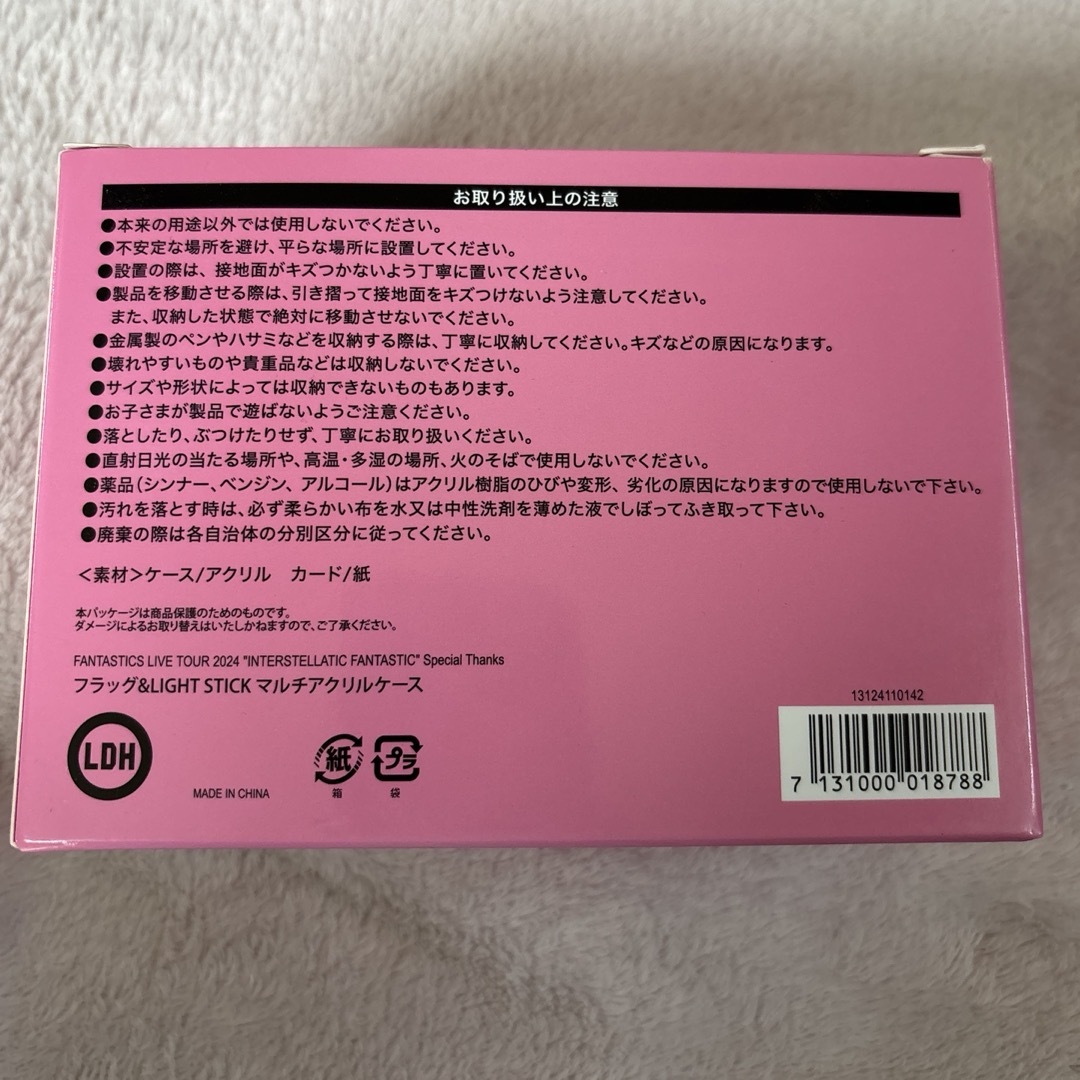 お取り扱い上の注意
●本来の用途以外では使用しないでください。
●不安定な場所を避け、平らな場所に設置してください。
●設置の際は、接地面がキズつかないよう丁寧に置いてください。
●製品を移動させる際は、引き摺って接地面をキズつけないよう注意してください。
また、収納した状態で絶対に移動させないでください。
●金属製のペンやハサミなどを収納する際は、丁寧に収納してください。キズなどの原因になります。
●壊れやすいものや貴重品などは収納しないでください。
●サイズや形状によっては収納できないものもあります。
●お子さまが製品で遊ばないようご注意ください。
●落としたり、ぶつけたりせず、丁寧にお取り扱いください。
●直射日光の当たる場所や、高温・多湿の場所、火のそばで使用しないでください。
●薬品(シンナー、ベンジン、アルコール)はアクリル樹脂のひびや変形、劣化の原因になりますので使用しないで下さい。
●汚れを落とす時は、必ず柔らかい布を水又は中性洗剤を薄めた液でしぼってふき取って下さい。
●廃棄の際は各自治体の分別区分に従ってください。
＜素材＞ケース/アクリル　カード/紙
本パッケージは商品保護のためのものです。
ダメージによるお取り替えはいたしかねますので、ご了承ください。
FANTASTICS LIVE TOUR 2024 "INTERSTELLATIC FANTASTIC" Special Thanks
フラッグ&LIGHT STICK マルチアクリルケース
13124110142
LDH
紙 プラ
MADE IN CHINA
箱 袋
7 131000 018788